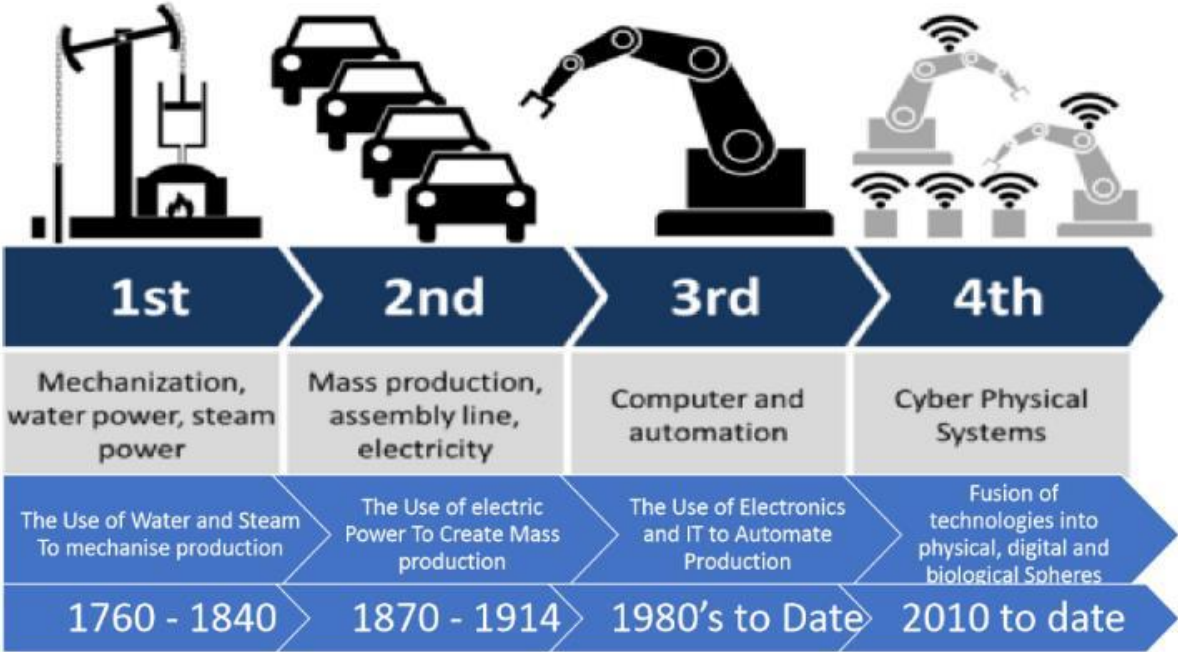 1st
2nd
3rd
4th
Mechanization,
water power, steam
power
Mass production,
assembly line,
electricity
Computer and
automation
Cyber Physical
Systems
The Use of Water and Steam
To mechanise production
The Use of electric
Power To Create Mass
production
The Use of Electronics
and IT to Automate
Production
Fusion of
technologies into
physical, digital and
biological Spheres
1760 - 1840
1870 - 1914
1980's to Date
2010 to date